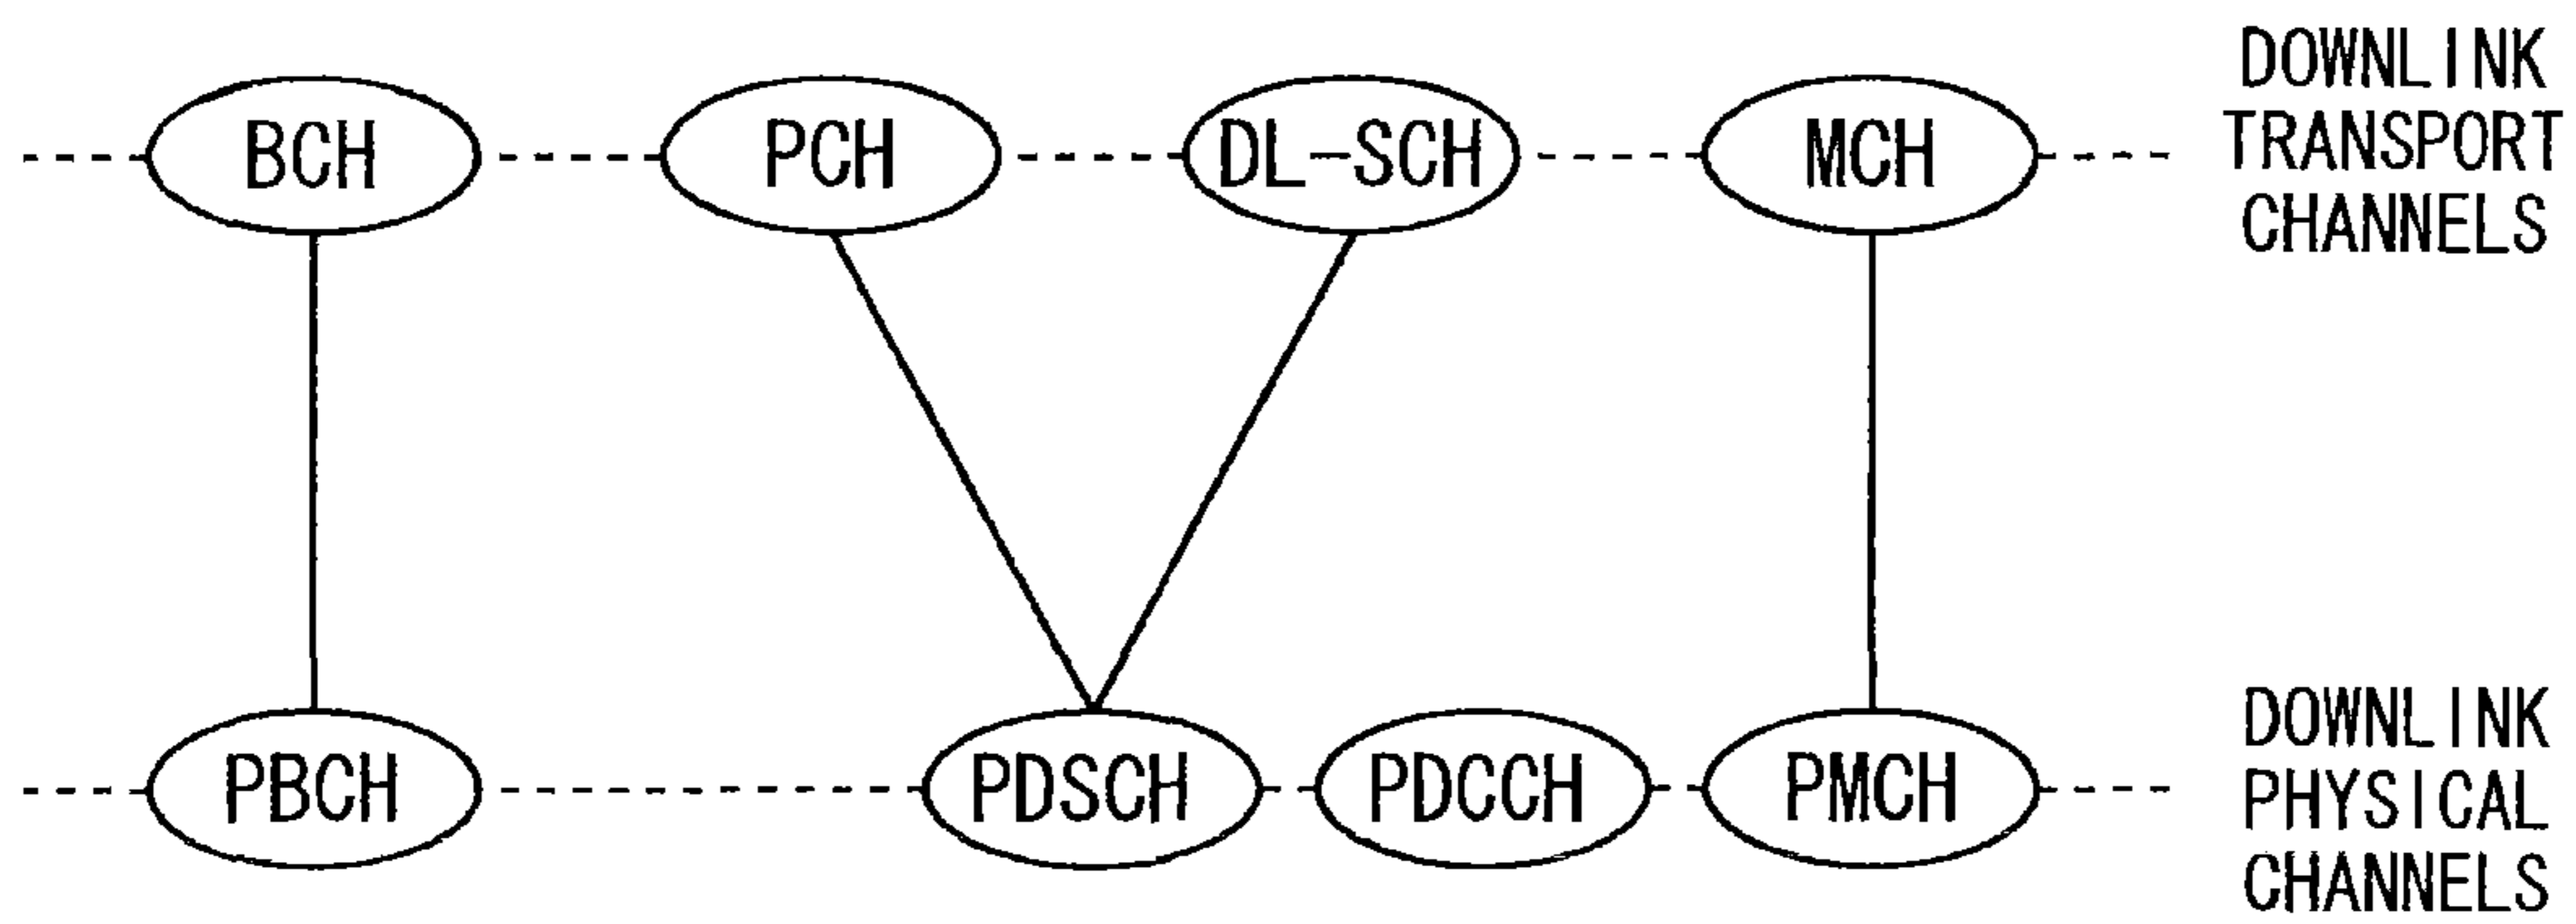 BCH
PCH
DL-SCH
MCH
DOWNLINK
TRANSPORT
CHANNELS
PBCH
PDSCH
PDCCH
PMCH
DOWNLINK
PHYSICAL
CHANNELS